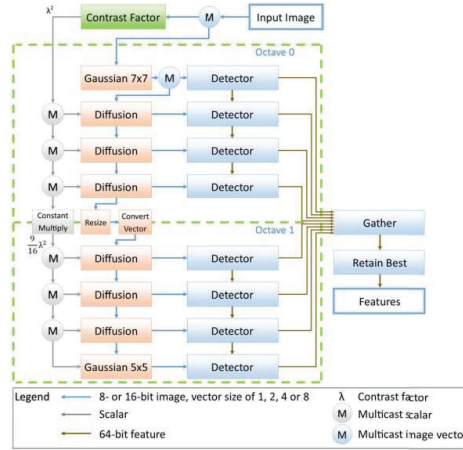 λ²
Contrast Factor
M
Input Image
Octave 0
Gaussian 7x7
M
Detector
M
Diffusion
Detector
M
Diffusion
Detector
M
Diffusion
Detector
Constant Multiply
Resize
Convert Vector
Octave 1
Gather
9/16 λ²
M
Diffusion
Detector
Retain Best
M
Diffusion
Detector
Features
M
Diffusion
Detector
Gaussian 5x5
Detector
Legend
8- or 16-bit image, vector size of 1, 2, 4 or 8
λ Contrast factor
Scalar
M Multicast scalar
64-bit feature
M Multicast image vector